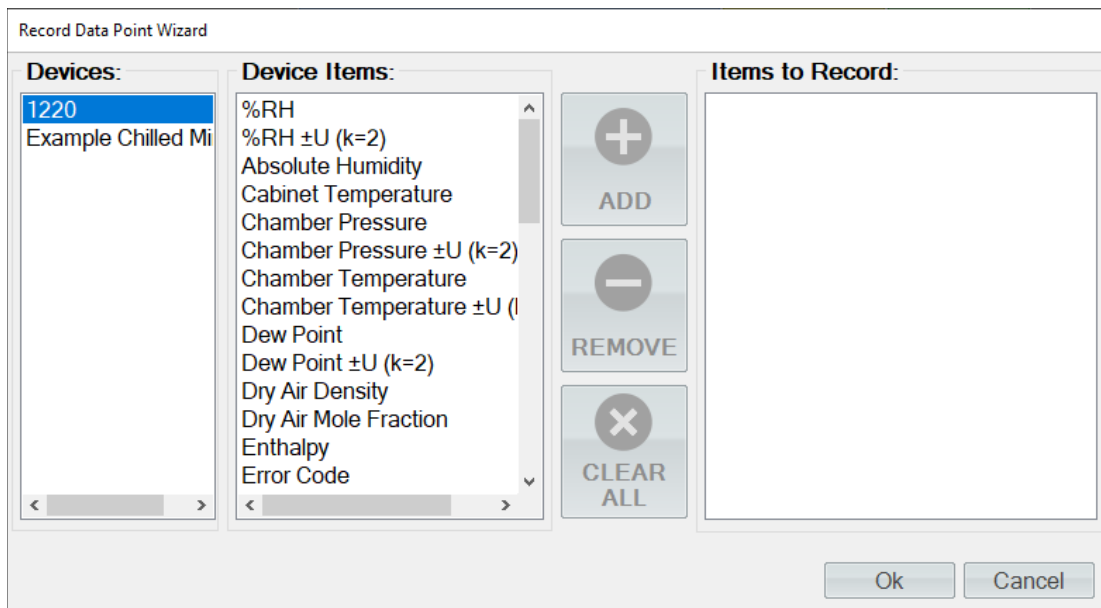 Record Data Point Wizard
Devices:
1220
Example Chilled Mi
Device Items:
%RH
%RH ±U (k=2)
Absolute Humidity
Cabinet Temperature
Chamber Pressure
Chamber Pressure ±U (k=2)
Chamber Temperature
Chamber Temperature ±U (
Dew Point
Dew Point ±U (k=2)
Dry Air Density
Dry Air Mole Fraction
Enthalpy
Error Code
ADD
REMOVE
CLEAR
ALL
Items to Record:
Ok
Cancel